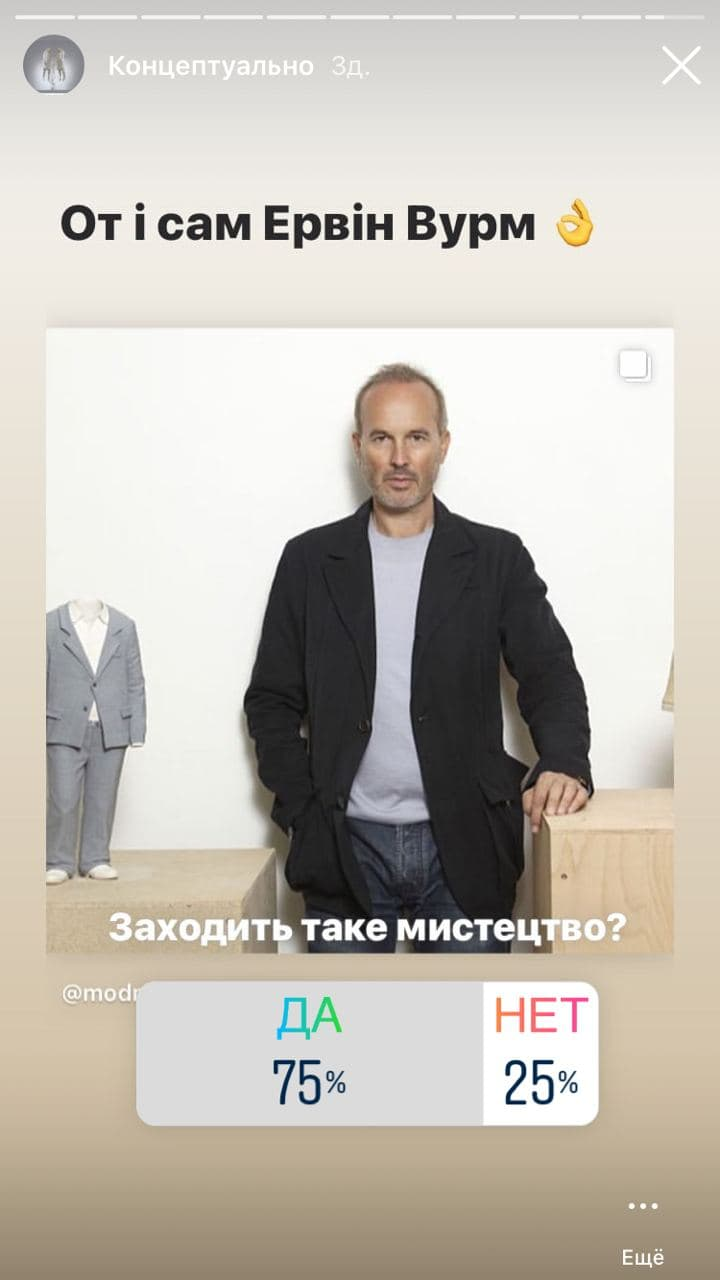 Концептуально 3д.
От і сам Ервін Вурм 👌
Заходить таке мистецтво?
ДА НЕТ
75% 25%
Ещё